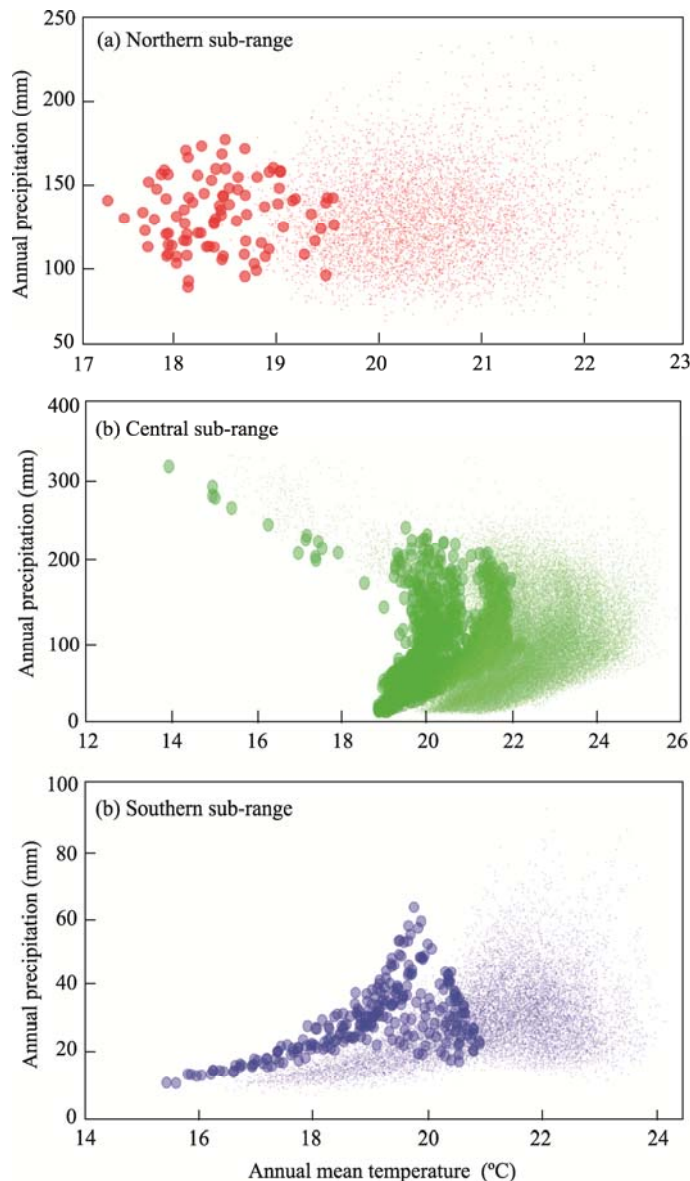 (a) Northern sub-range
Annual precipitation (mm)
250
200
150
100
50
17 18 19 20 21 22 23
(b) Central sub-range
Annual precipitation (mm)
400
300
200
100
0
12 14 16 18 20 22 24 26
(b) Southern sub-range
Annual precipitation (mm)
100
80
60
40
20
0
14 16 18 20 22 24
Annual mean temperature (ºC)